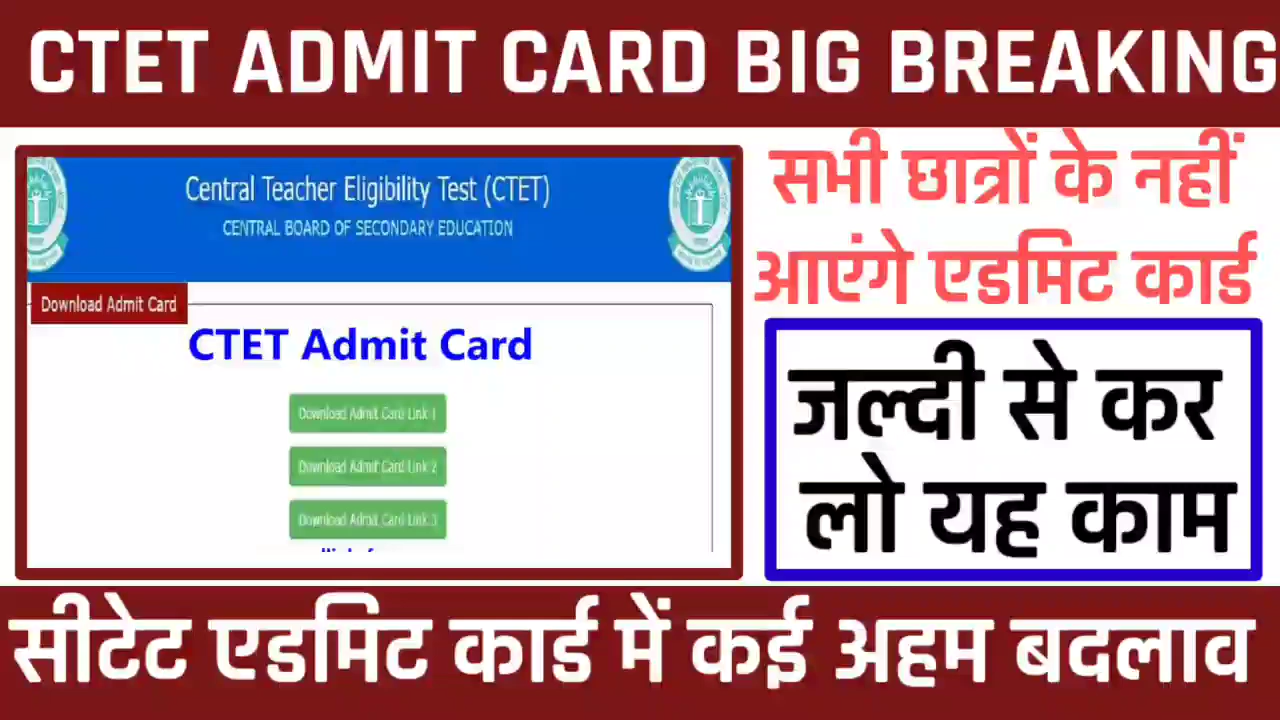 CTET ADMIT CARD BIG BREAKING
Central Teacher Eligibility Test (CTET)
CENTRAL BOARD OF SECONDARY EDUCATION
Download Admit Card
CTET Admit Card
Download Admit Card Link 1
Download Admit Card Link 2
Download Admit Card Link 3
सभी छात्रों के नहीं
आएंगे एडमिट कार्ड
जल्दी से कर
लो यह काम
सीटेट एडमिट कार्ड में कई अहम बदलाव